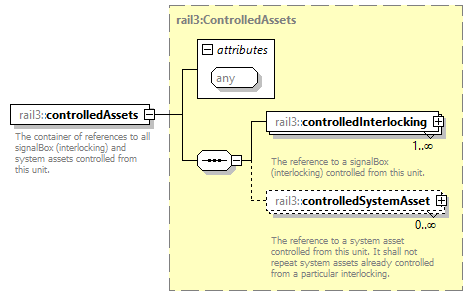 rail3:ControlledAssets
attributes
any
rail3::controlledAssets
The container of references to all
signalBox (interlocking) and
system assets controlled from
this unit.
rail3::controlledInterlocking
1..∞
The reference to a signalBox
(interlocking) controlled from this unit.
rail3::controlledSystemAsset
0..∞
The reference to a system asset
controlled from this unit. It shall not
repeat system assets already controlled
from a particular interlocking.